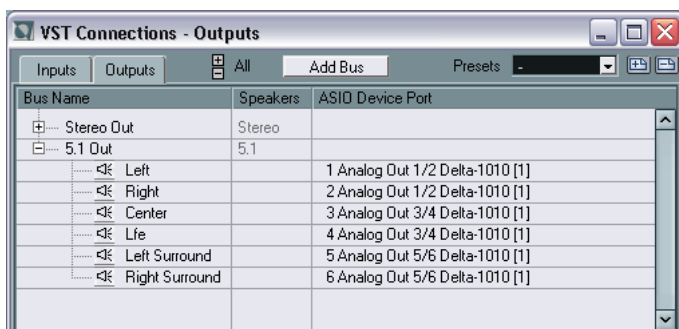 VST Connections - Outputs
Inputs Outputs All Add Bus Presets -
Bus Name Speakers ASIO Device Port
Stereo Out Stereo
5.1 Out 5.1
Left 1 Analog Out 1/2 Delta-1010 [1]
Right 2 Analog Out 1/2 Delta-1010 [1]
Center 3 Analog Out 3/4 Delta-1010 [1]
Lfe 4 Analog Out 3/4 Delta-1010 [1]
Left Surround 5 Analog Out 5/6 Delta-1010 [1]
Right Surround 6 Analog Out 5/6 Delta-1010 [1]